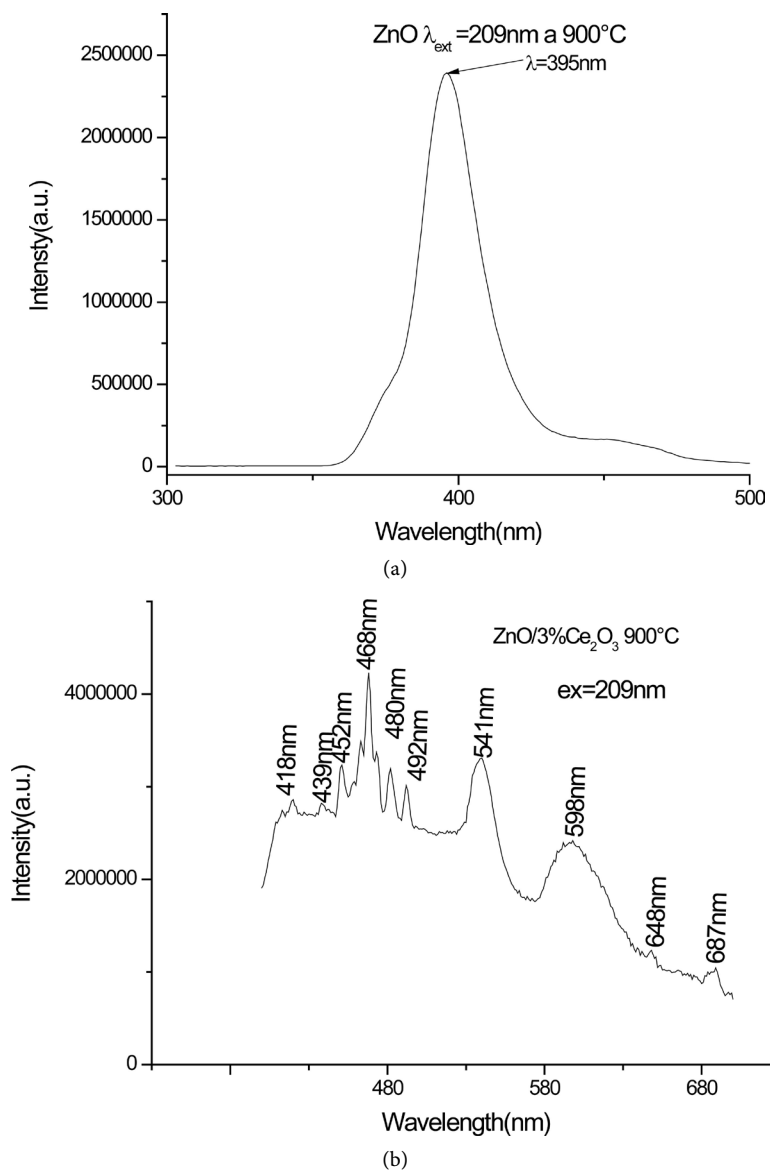 ZnO λext =209nm a 900°C
λ=395nm
2500000
2000000
1500000
1000000
500000
0
Intensty(a.u.)
300
400
500
Wavelength(nm)
(a)
ZnO/3%Ce2O3 900°C
ex=209nm
4000000
2000000
0
Intensity(a.u.)
418nm
439nm
452nm
468nm
480nm
492nm
541nm
598nm
648nm
687nm
480
580
680
Wavelength(nm)
(b)